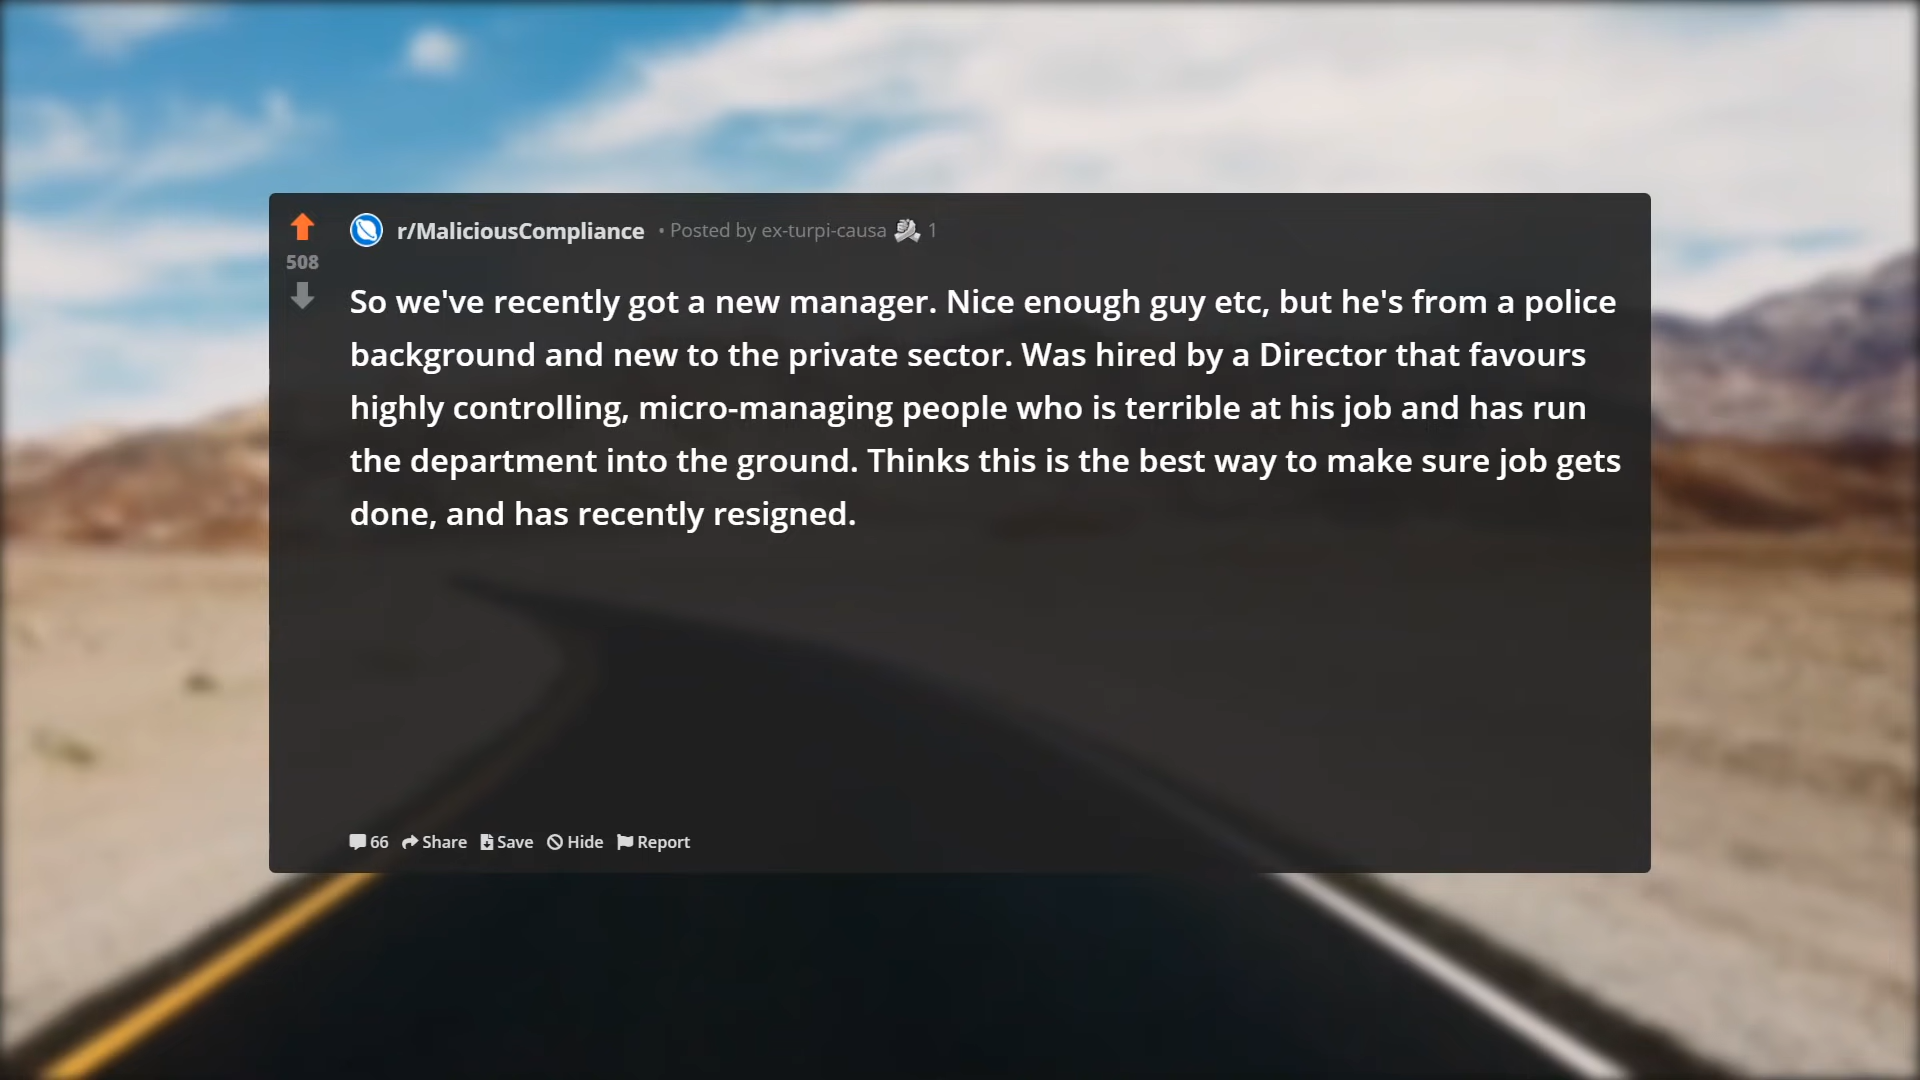 r/MaliciousCompliance • Posted by ex-turpi-causa 1
508
So we've recently got a new manager. Nice enough guy etc, but he's from a police
background and new to the private sector. Was hired by a Director that favours
highly controlling, micro-managing people who is terrible at his job and has run
the department into the ground. Thinks this is the best way to make sure job gets
done, and has recently resigned.
66 Share Save Hide Report